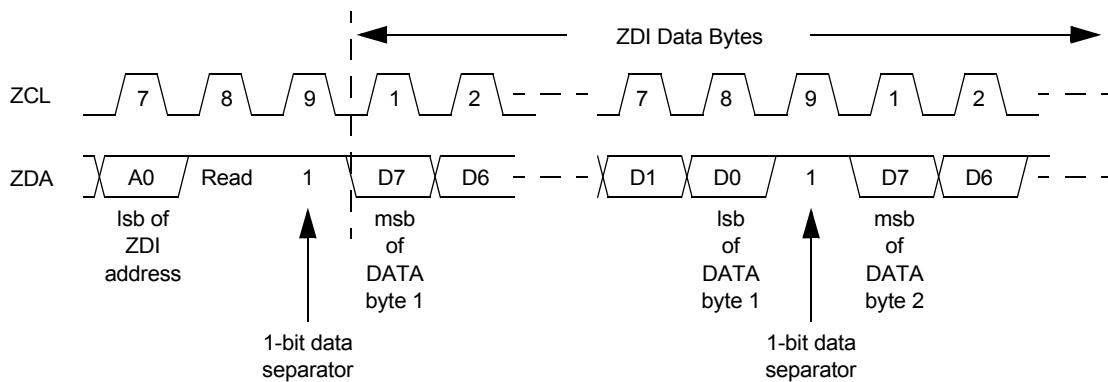 ZDI Data Bytes
ZCL 7 8 9 1 2 7 8 9 1 2
ZDA A0 Read 1 D7 D6 D1 D0 1 D7 D6
lsb of
ZDI
address
msb
of
DATA
byte 1
lsb
of
DATA
byte 1
msb
of
DATA
byte 2
1-bit data
separator
1-bit data
separator